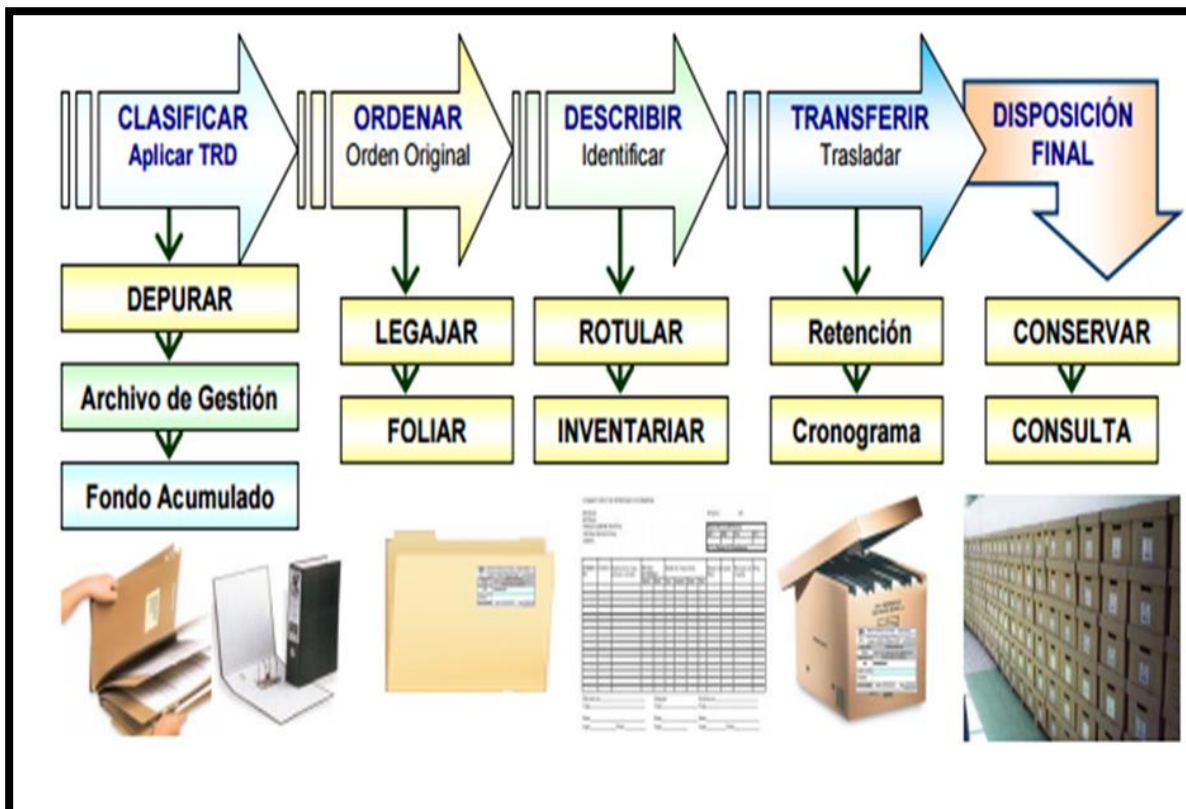 CLASIFICAR
Aplicar TRD
ORDENAR
Orden Original
DESCRIBIR
Identificar
TRANSFERIR
Trasladar
DISPOSICIÓN
FINAL
DEPURAR
Archivo de Gestión
Fondo Acumulado
LEGAJAR
FOLIAR
ROTULAR
INVENTARIAR
Retención
Cronograma
CONSERVAR
CONSULTA